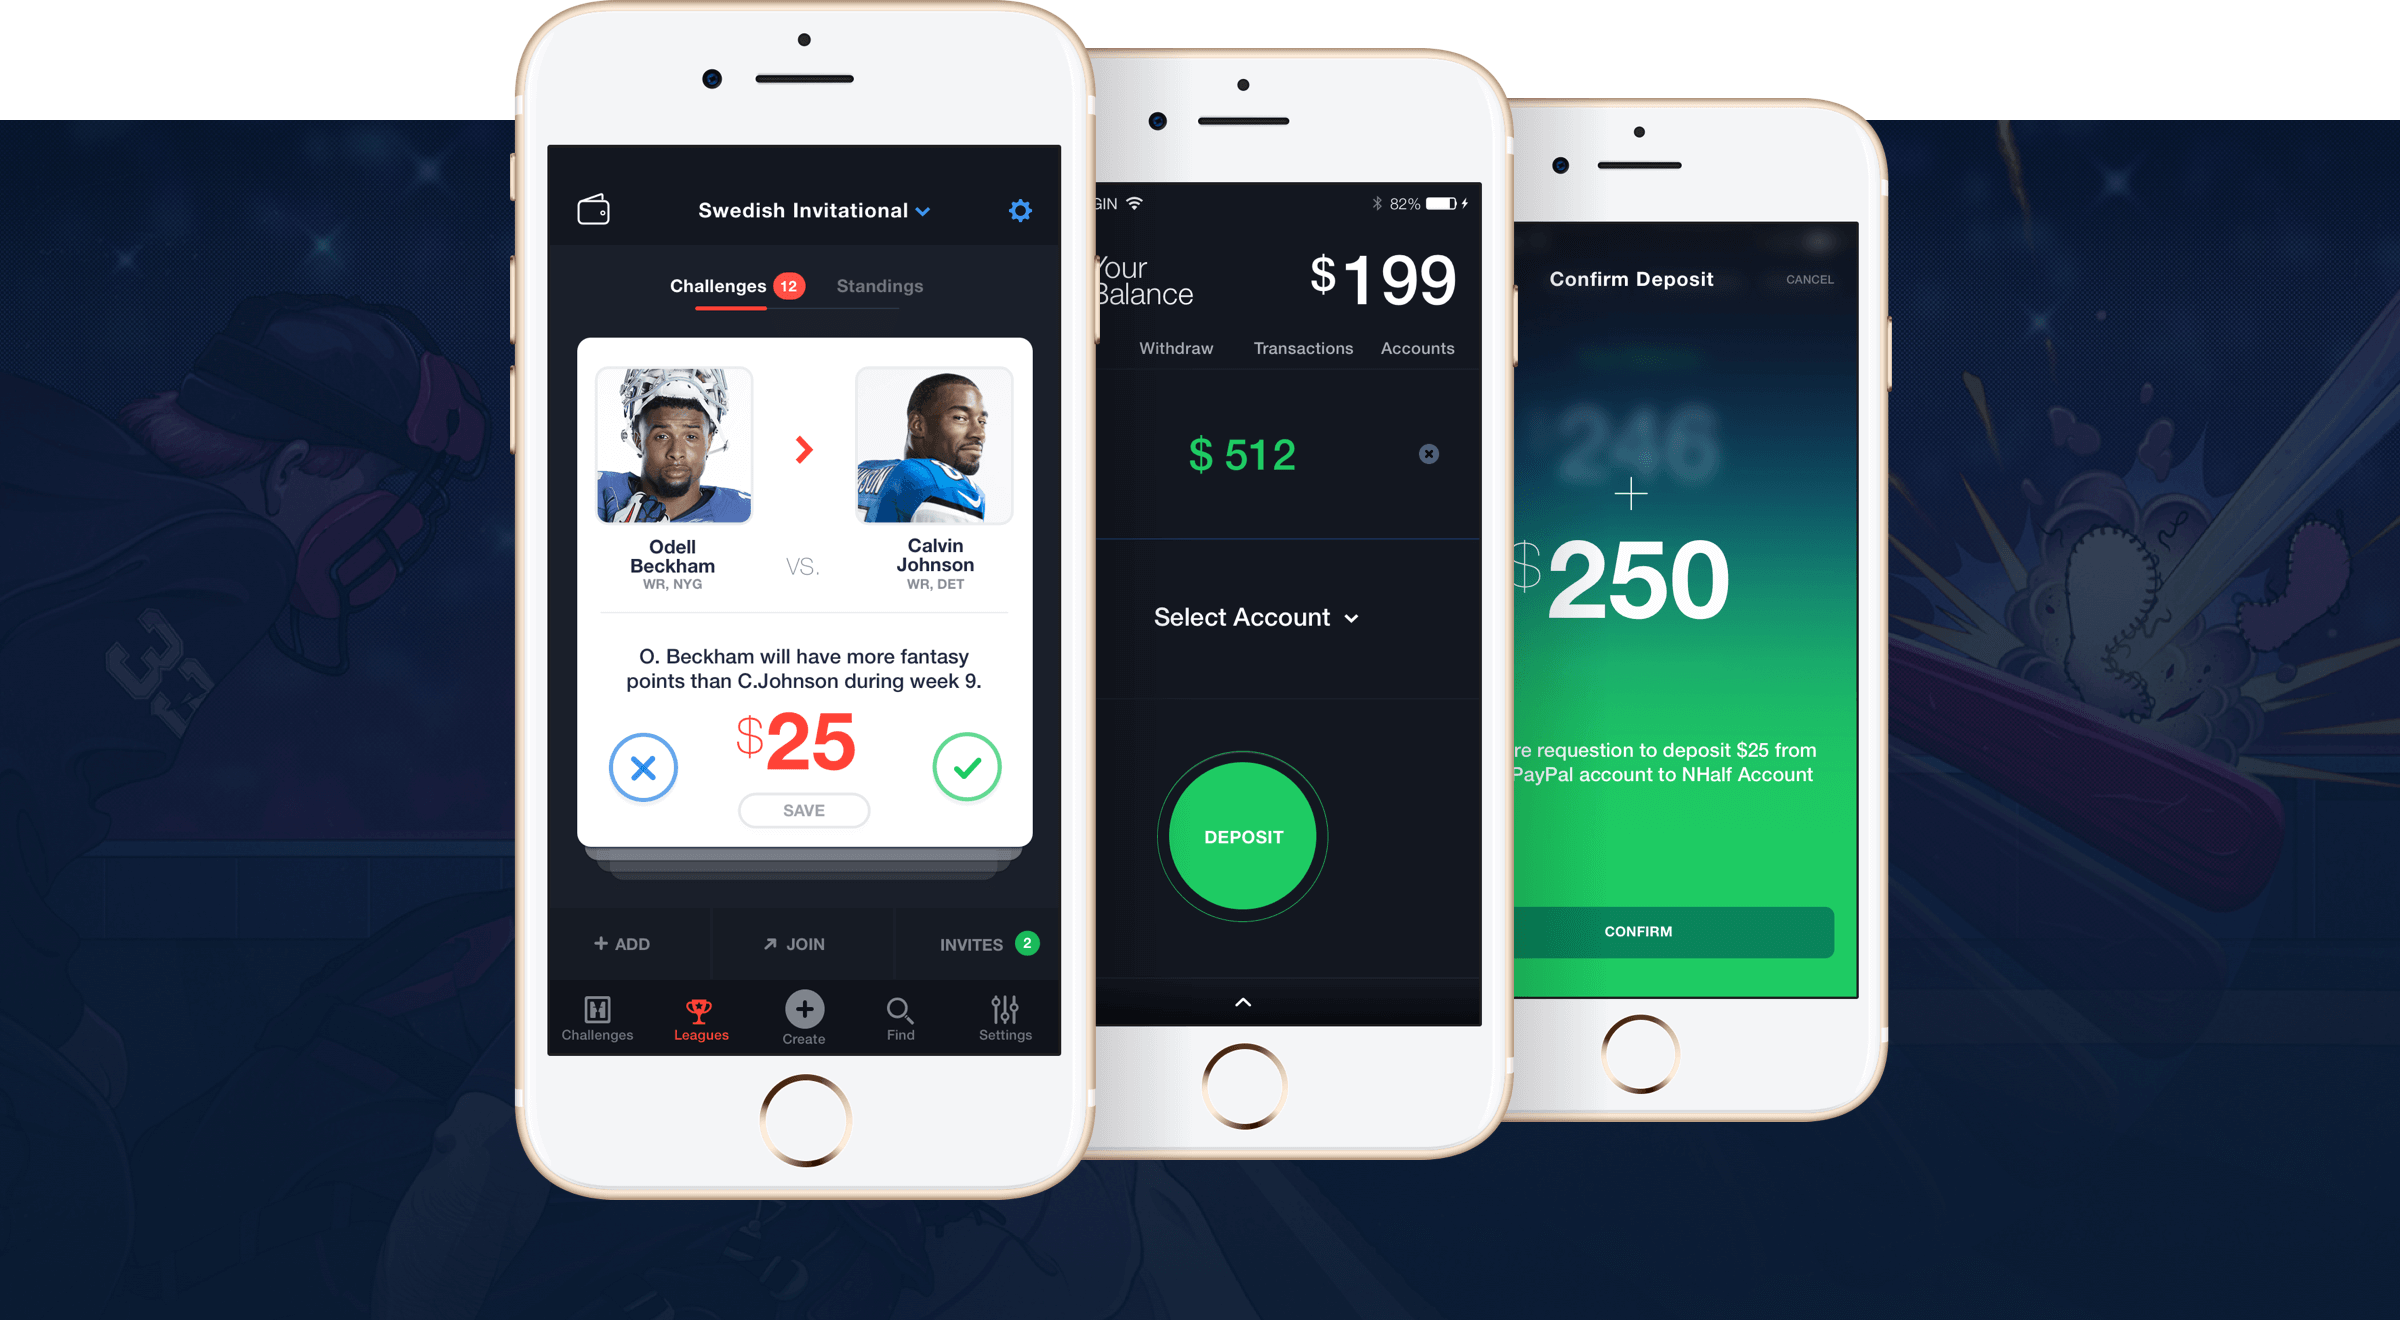 Swedish Invitational
Challenges 12 Standings
Odell
Beckham
WR, NYG
VS.
Calvin
Johnson
WR, DET
O. Beckham will have more fantasy
points than C.Johnson during week 9.
$25
SAVE
+ ADD
JOIN
INVITES 2
Challenges
Leagues
Create
Find
Settings
GIN
82%
Your
Balance
$199
Withdraw
Transactions
Accounts
$ 512
Select Account
DEPOSIT
Confirm Deposit
CANCEL
246
+
$250
re requestion to deposit $25 from
PayPal account to NHalf Account
CONFIRM